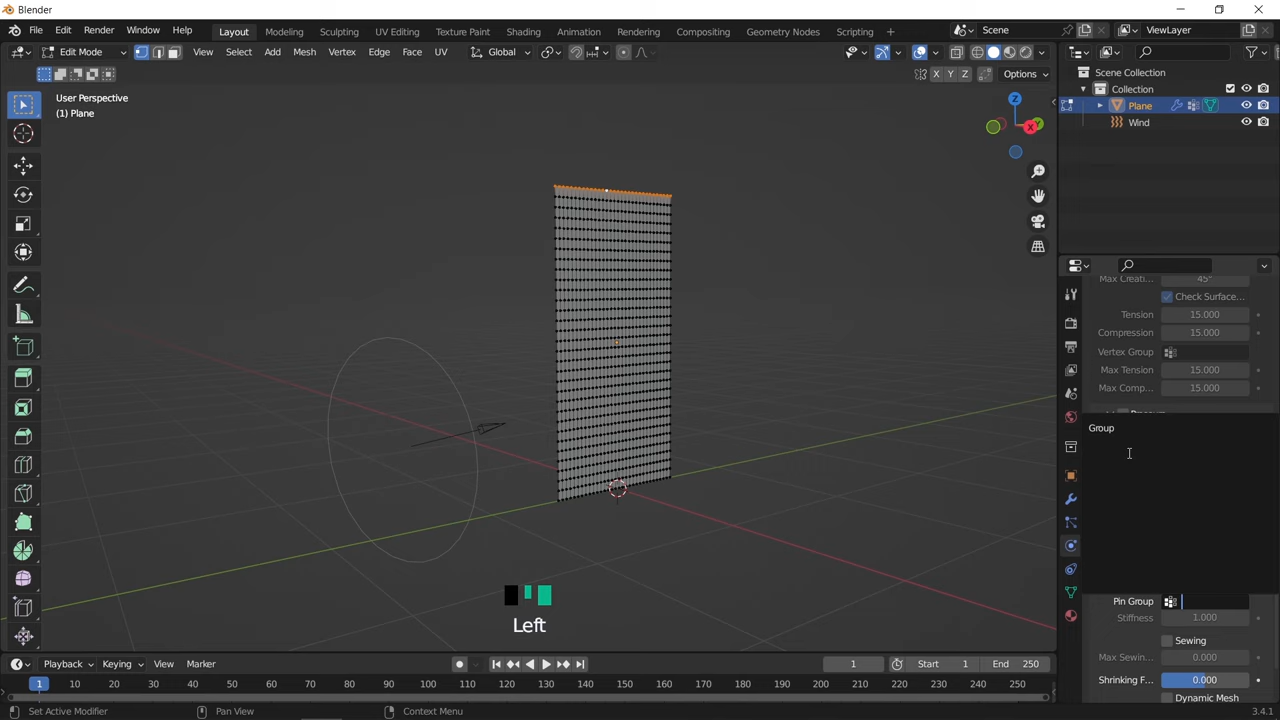 Blender
File Edit Render Window Help Layout Modeling Sculpting UV Editing Texture Paint Shading Animation Rendering Compositing Geometry Nodes Scripting Scene ViewLayer
Edit Mode View Select Add Mesh Vertex Edge Face UV Global
X Y Z Options
Scene Collection
Collection
Plane
Wind
User Perspective
(1) Plane
Z
X
Y
Max Creati... 45°
Check Surface...
Tension 15.000
Compression 15.000
Vertex Group
Max Tension 15.000
Max Comp... 15.000
Group
Pin Group
Stiffness 1.000
Sewing
Max Sewin... 0.000
Shrinking F... 0.000
Dynamic Mesh
Left
Playback Keying View Marker 1 Start 1 End 250
1 10 20 30 40 50 60 70 80 90 100 110 120 130 140 150 160 170 180 190 200 210 220 230 240 250
Set Active Modifier Pan View Context Menu 3.4.1